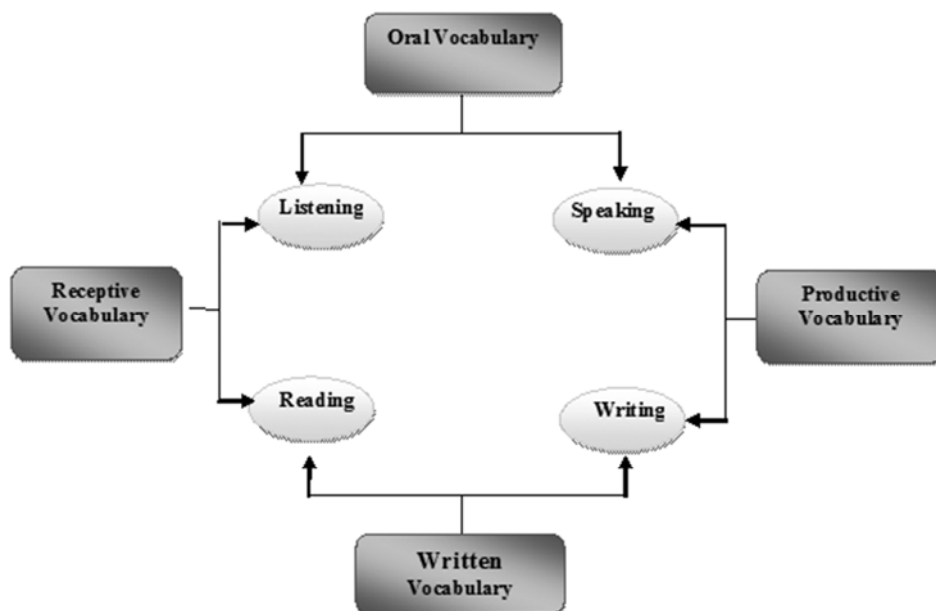 Oral Vocabulary
Listening
Speaking
Receptive
Vocabulary
Productive
Vocabulary
Reading
Writing
Written
Vocabulary